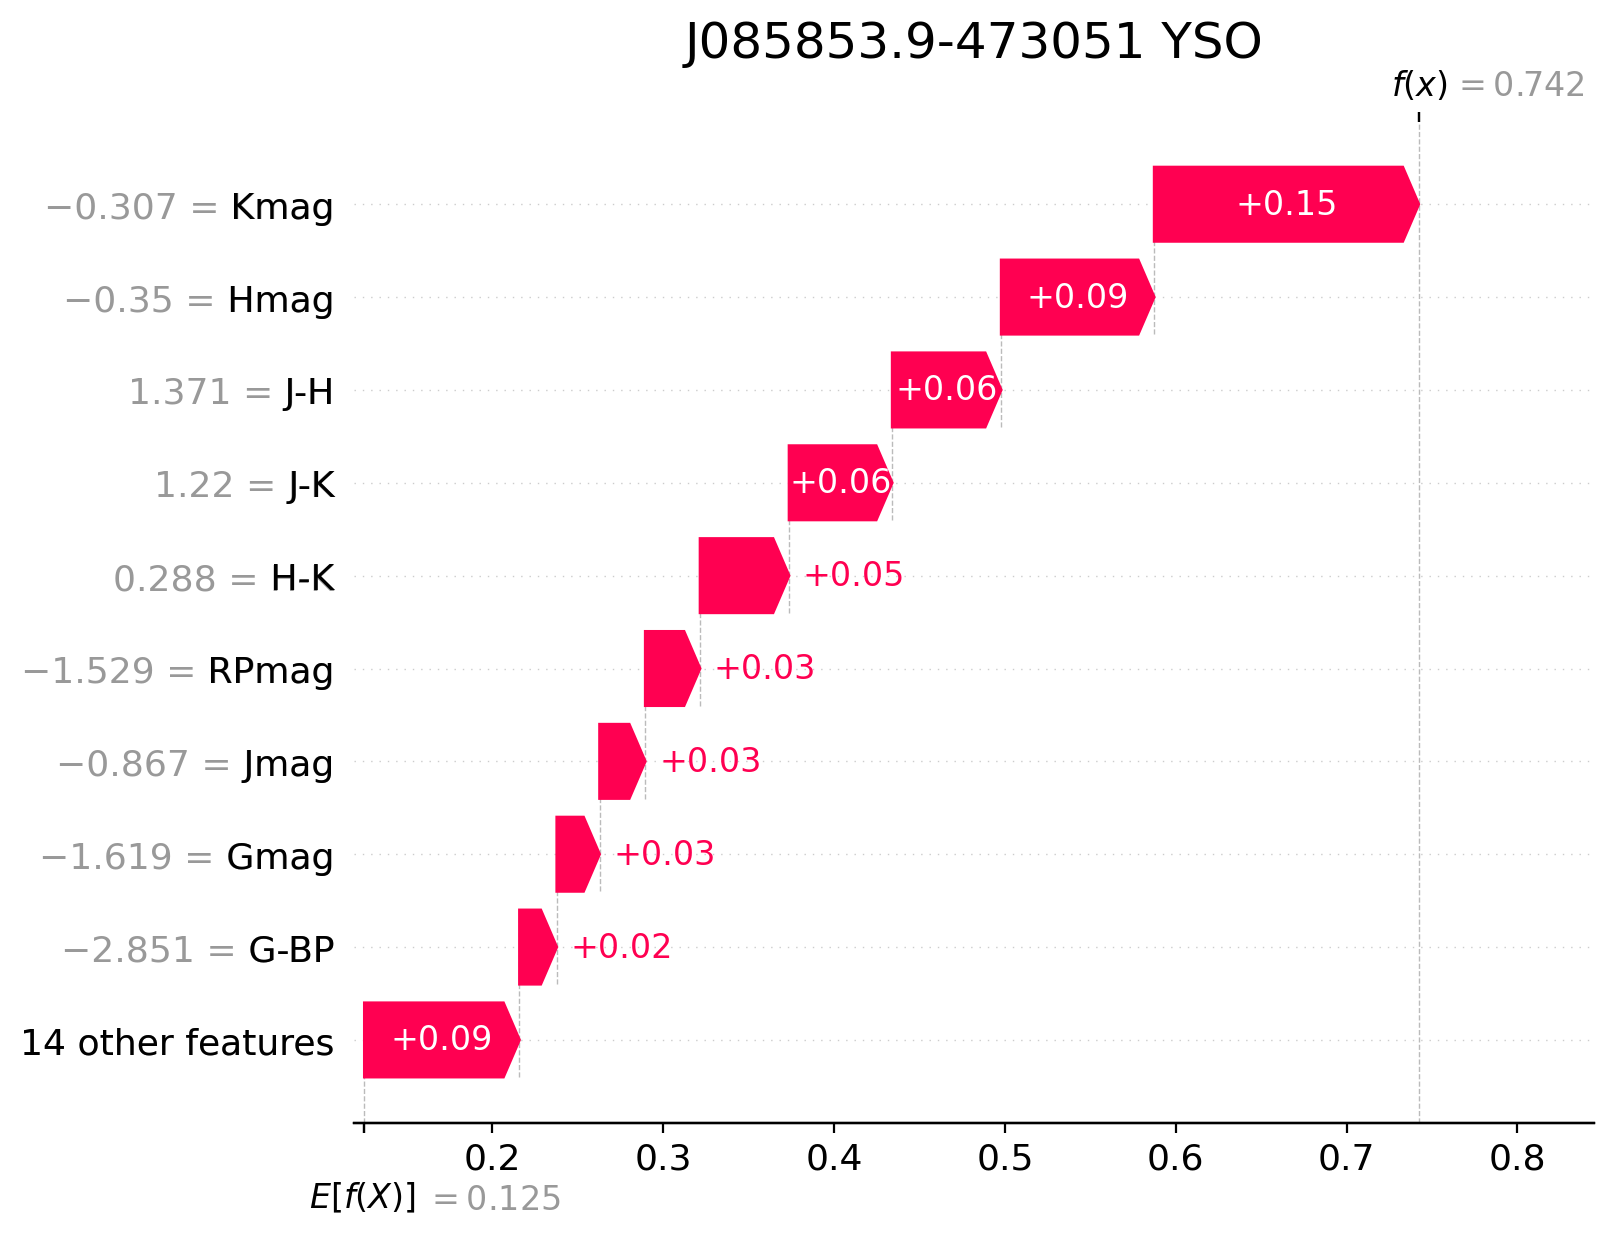 J085853.9-473051 YSO
f(x) = 0.742
−0.307 = Kmag
+0.15
−0.35 = Hmag
+0.09
1.371 = J-H
+0.06
1.22 = J-K
+0.06
0.288 = H-K
+0.05
−1.529 = RPmag
+0.03
−0.867 = Jmag
+0.03
−1.619 = Gmag
+0.03
−2.851 = G-BP
+0.02
14 other features
+0.09
0.2 0.3 0.4 0.5 0.6 0.7 0.8
E[f(X)] = 0.125